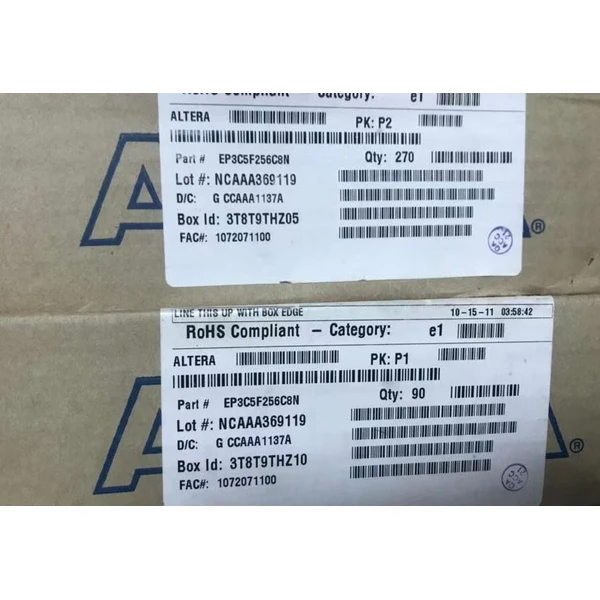 RoHS Compliant - Category: e1
ALTERA PK: P2
Part # EP3C5F256C8N Qty: 270
Lot #: NCAAA369119
D/C: G CCAAA1137A
Box Id: 3T8T9THZ05
FAC#: 1072071100
A ®
LINE THIS UP WITH BOX EDGE 10-15-11 03:58:42
RoHS Compliant - Category: e1
ALTERA PK: P1
Part # EP3C5F256C8N Qty: 90
Lot #: NCAAA369119
D/C: G CCAAA1137A
Box Id: 3T8T9THZ10
FAC#: 1072071100
A ®